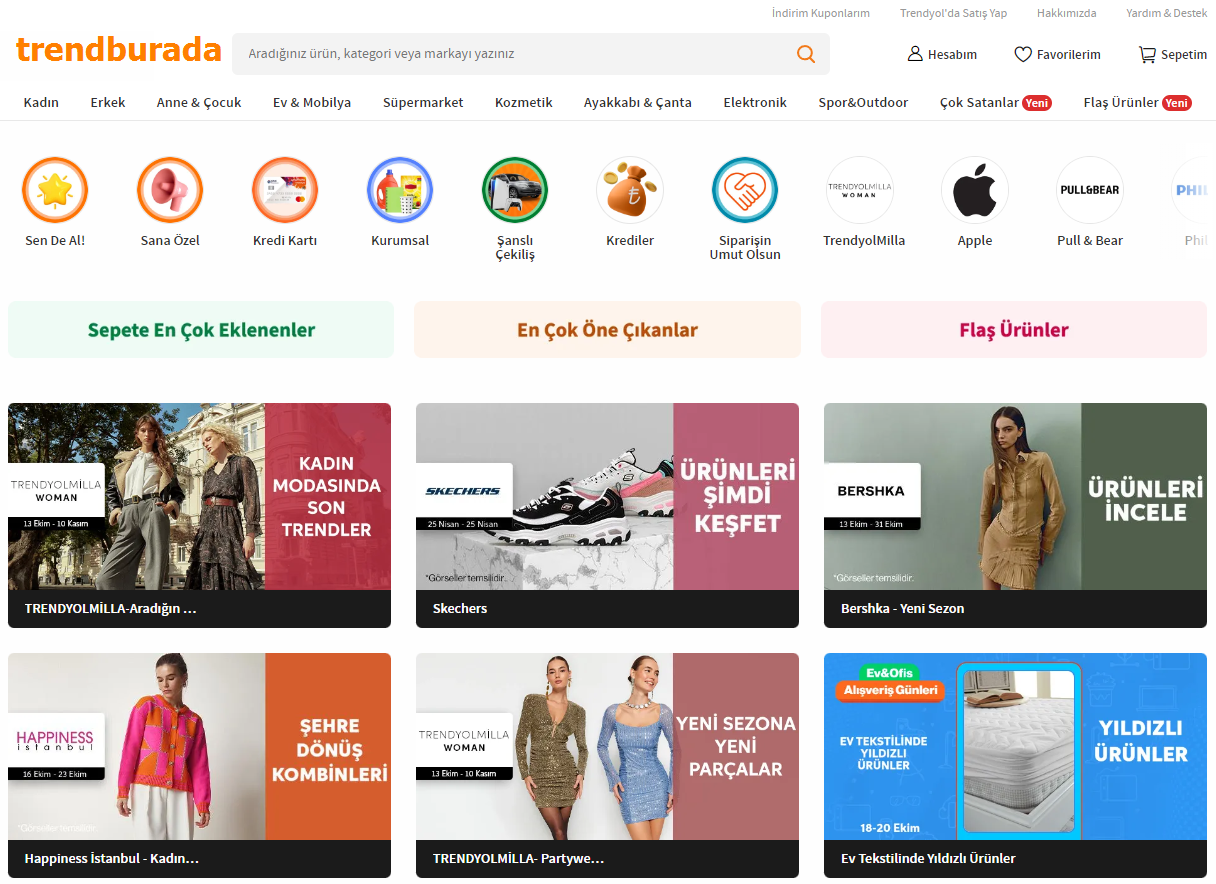 İndirim Kuponlarım Trendyol'da Satış Yap Hakkımızda Yardım & Destek
trendburada
Aradığınız ürün, kategori veya markayı yazınız
Hesabım Favorilerim Sepetim
Kadın Erkek Anne & Çocuk Ev & Mobilya Süpermarket Kozmetik Ayakkabı & Çanta Elektronik Spor&Outdoor Çok Satanlar Yeni Flaş Ürünler Yeni
TRENDYOLMILLA
WOMAN
PULL&BEAR
PHIL
Sen De Al! Sana Özel Kredi Kartı Kurumsal Şanslı Çekiliş Krediler Siparişin Umut Olsun TrendyolMilla Apple Pull & Bear Phil
Sepete En Çok Eklenenler En Çok Öne Çıkanlar Flaş Ürünler
TRENDYOLMILLA
WOMAN
13 Ekim - 10 Kasım
KADIN
MODASINDA
SON
TRENDLER
TRENDYOLMİLLA-Aradığın ...
SKECHERS
25 Nisan - 25 Nisan
*Görseller temsilidir.
ÜRÜNLERİ
ŞİMDİ
KEŞFET
Skechers
BERSHKA
13 Ekim - 31 Ekim
*Görseller temsilidir.
ÜRÜNLERİ
İNCELE
Bershka - Yeni Sezon
HAPPINESS
istanbul
16 Ekim - 23 Ekim
*Görseller temsilidir.
ŞEHRE
DÖNÜŞ
KOMBİNLERİ
Happiness İstanbul - Kadın...
TRENDYOLMILLA
WOMAN
13 Ekim - 10 Kasım
YENİ SEZONA
YENİ
PARÇALAR
TRENDYOLMİLLA- Partywe...
Ev&Ofis
Alışveriş Günleri
EV TEKSTİLİNDE
YILDIZLI
ÜRÜNLER
18-20 Ekim
YILDIZLI
ÜRÜNLER
Ev Tekstilinde Yıldızlı Ürünler